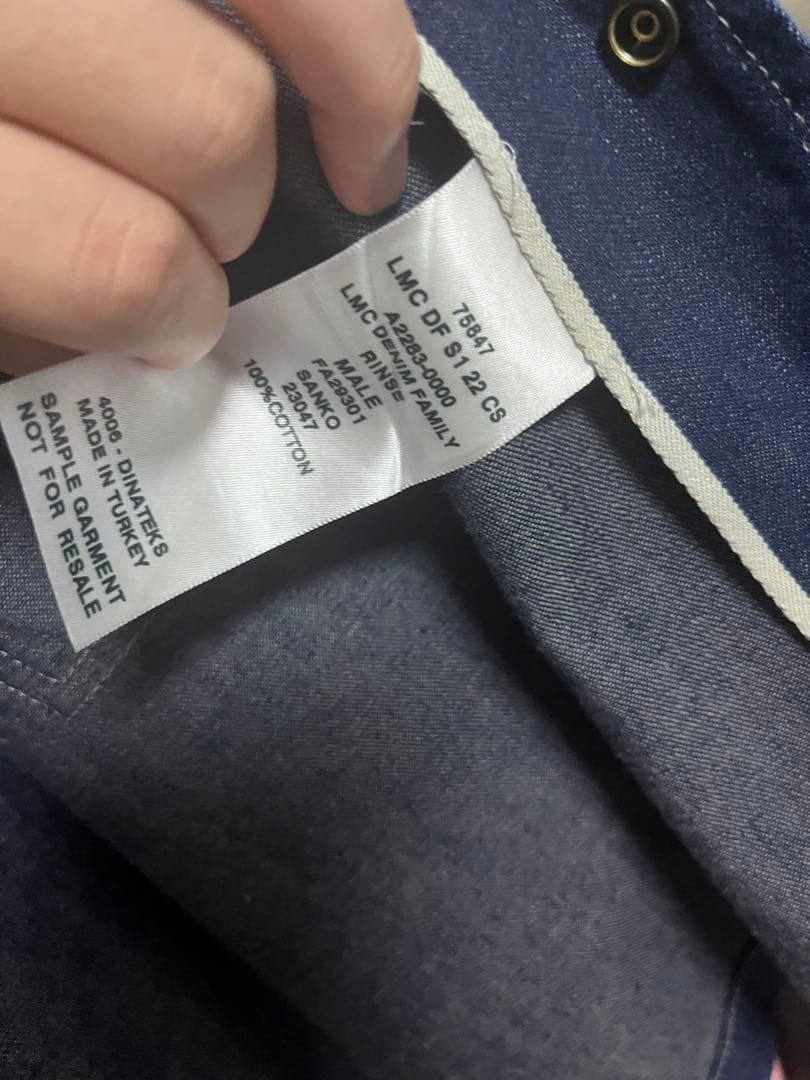 75847
LMC DF S1 22 CS
A2283-0000
LMC DENIM FAMILY
RINSE
MALE
FA29301
SANKO
23047
100%COTTON
4006 - DINATEKS
MADE IN TURKEY
SAMPLE GARMENT
NOT FOR RESALE